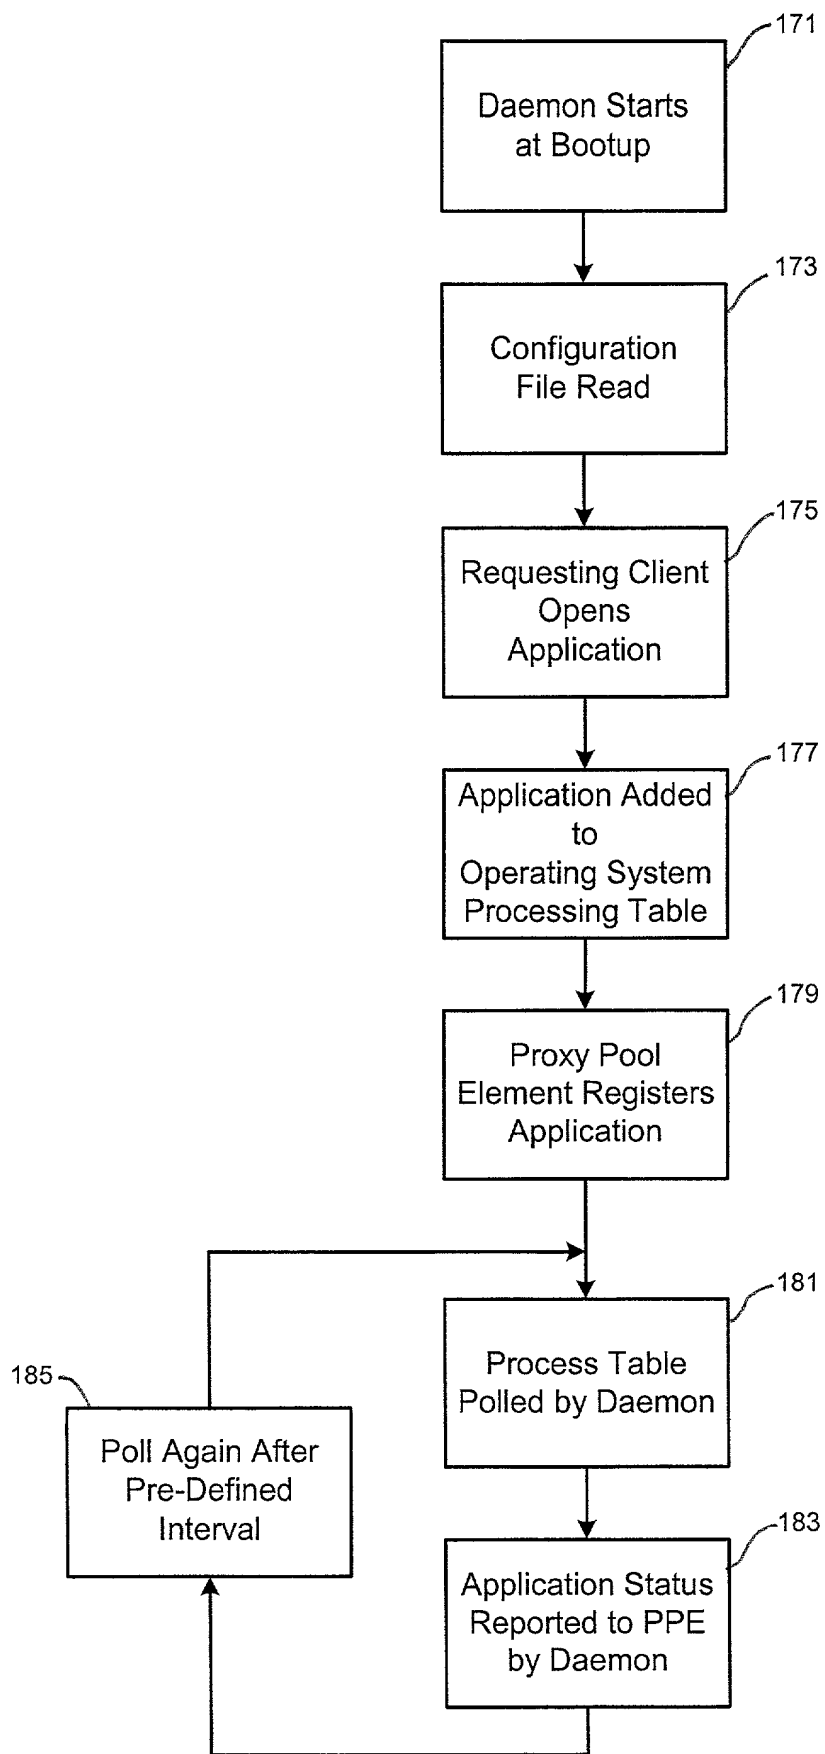 171
Daemon Starts
at Bootup
173
Configuration
File Read
175
Requesting Client
Opens
Application
177
Application Added
to
Operating System
Processing Table
179
Proxy Pool
Element Registers
Application
181
Process Table
Polled by Daemon
185
Poll Again After
Pre-Defined
Interval
183
Application Status
Reported to PPE
by Daemon